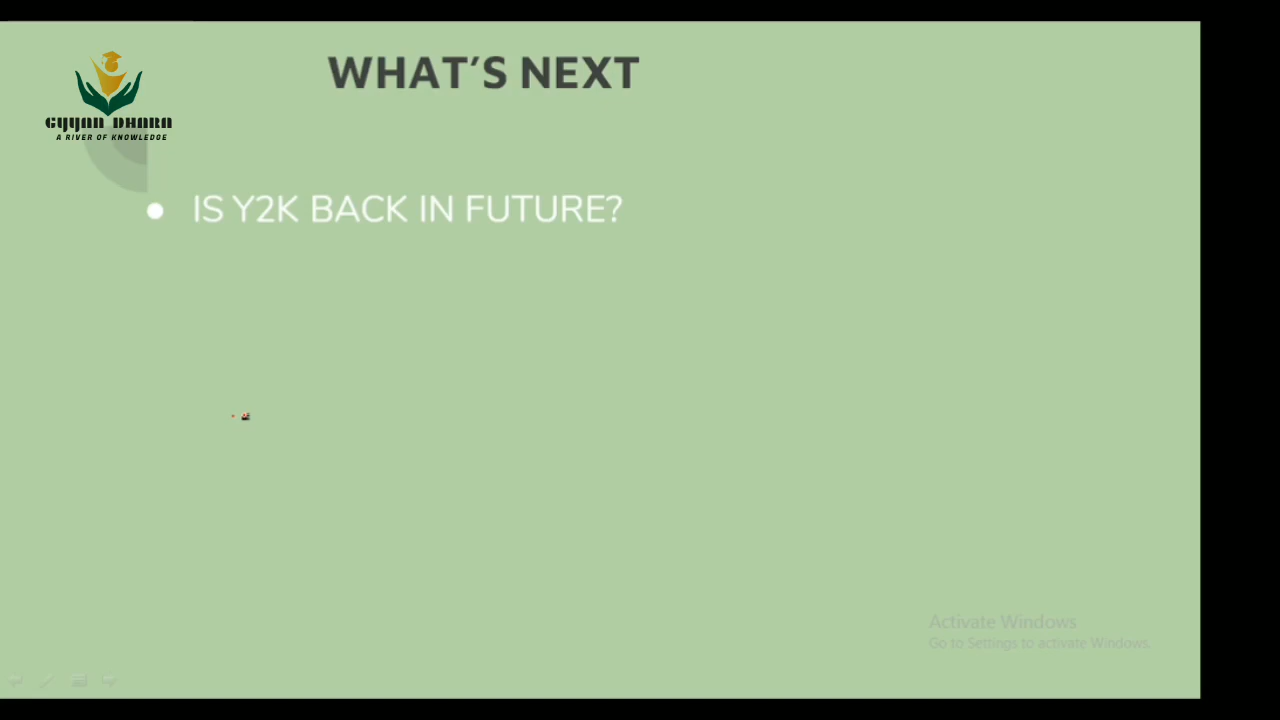 WHAT'S NEXT
GYYAN DHARA
A RIVER OF KNOWLEDGE
● IS Y2K BACK IN FUTURE?
Activate Windows
Go to Settings to activate Windows.